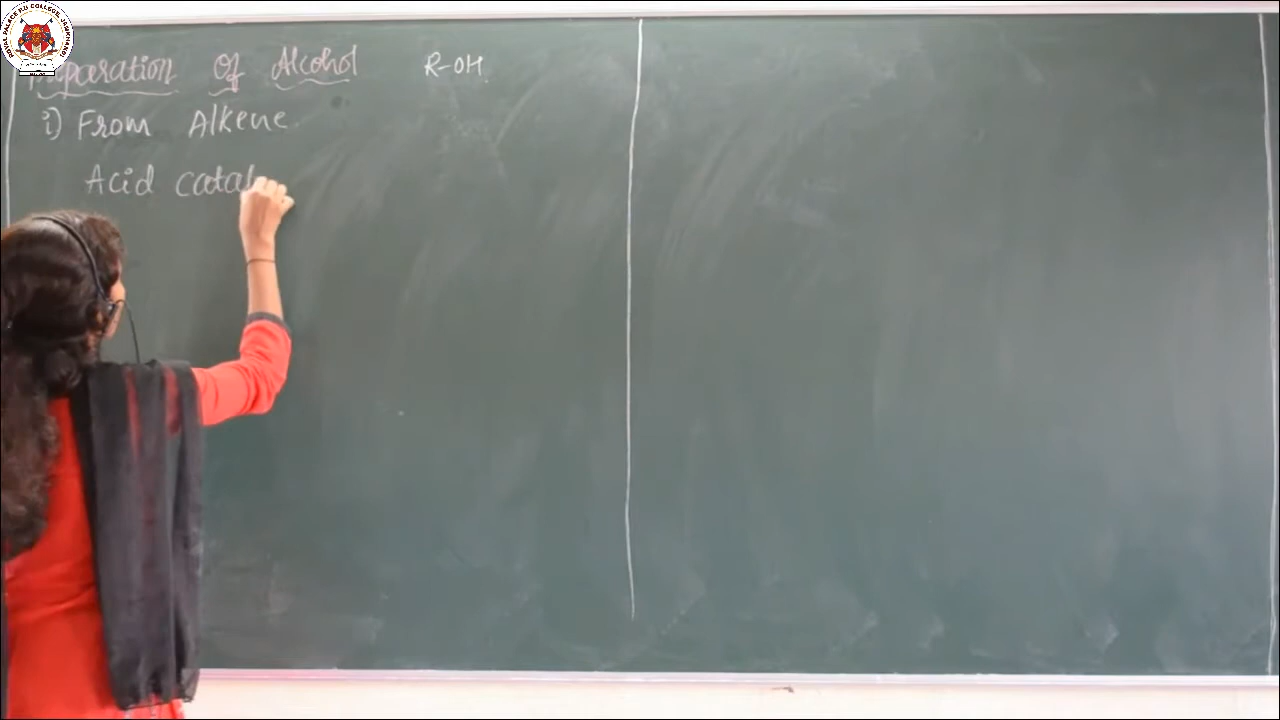 Preparation Of Alcohol R-OH
i) From Alkene
Acid catal